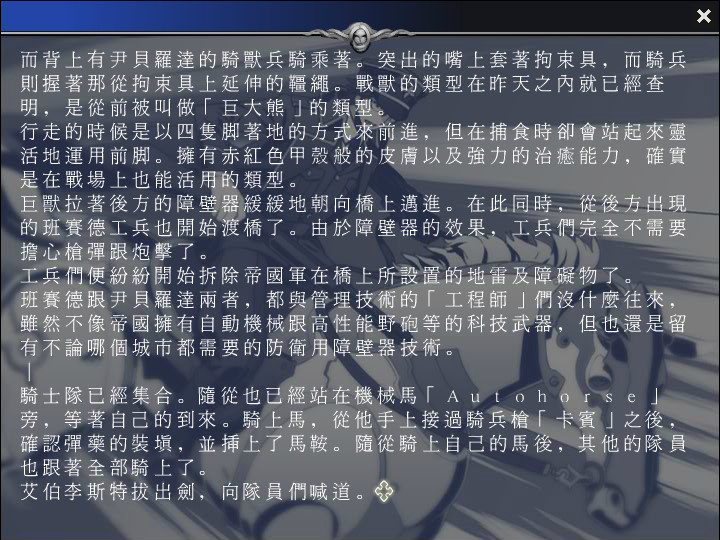 而背上有尹貝羅達的騎獸兵騎乘著。突出的嘴上套著拘束具，而騎兵
則握著那從拘束具上延伸的韁繩。戰獸的類型在昨天之內就已經查
明，是從前被叫做「巨大熊」的類型。
行走的時候是以四隻脚著地的方式來前進，但在捕食時卻會站起來靈
活地運用前脚。擁有赤紅色甲殼般的皮膚以及強力的治癒能力，確實
是在戰場上也能活用的類型。
巨獸拉著後方的障壁器緩緩地朝向橋上邁進。在此同時，從後方出現
的班賽德工兵也開始渡橋了。由於障壁器的效果，工兵們完全不需要
擔心槍彈跟炮擊了。
工兵們便紛紛開始拆除帝國軍在橋上所設置的地雷及障礙物了。
班賽德跟尹貝羅達兩者，都與管理技術的「工程師」們沒什麼往來，
雖然不像帝國擁有自動機械跟高性能野砲等的科技武器，但也還是留
有不論哪個城市都需要的防衛用障壁器技術。
｜
騎士隊已經集合。隨從也已經站在機械馬「Ａｕｔｏｈｏｒｓｅ」
旁，等著自己的到來。騎上馬，從他手上接過騎兵槍「卡賓」之後，
確認彈藥的裝填，並插上了馬鞍。隨從騎上自己的馬後，其他的隊員
也跟著全部騎上了。
艾伯李斯特拔出劍，向隊員們喊道。